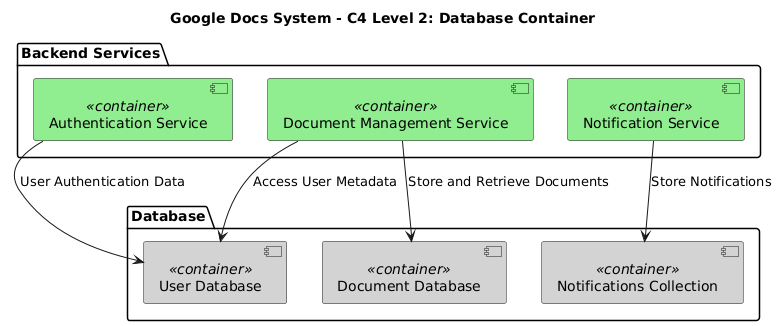 Google Docs System - C4 Level 2: Database Container
Backend Services
«container»
Authentication Service
«container»
Document Management Service
«container»
Notification Service
User Authentication Data
Access User Metadata
Store and Retrieve Documents
Store Notifications
Database
«container»
User Database
«container»
Document Database
«container»
Notifications Collection